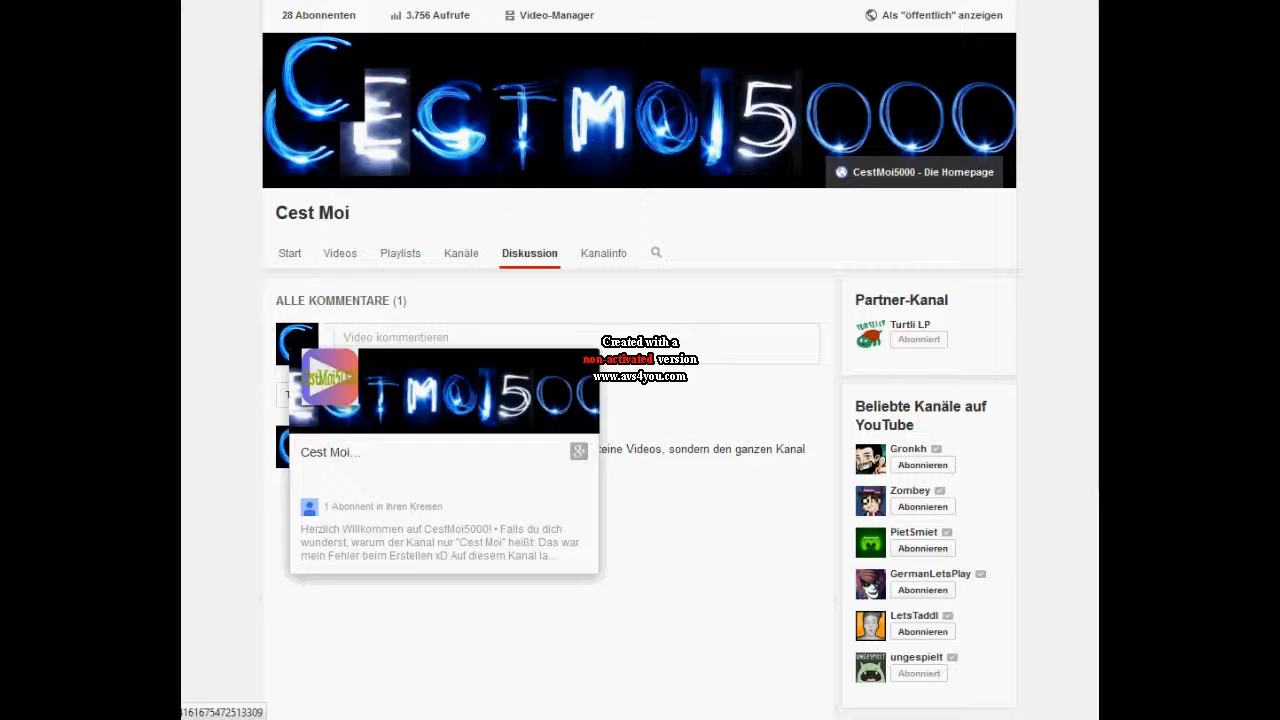 28 Abonnenten
3.756 Aufrufe
Video-Manager
Als "öffentlich" anzeigen
CESTMOI5000
CestMoi5000 - Die Homepage
Cest Moi
Start
Videos
Playlists
Kanäle
Diskussion
Kanalinfo
ALLE KOMMENTARE (1)
Video kommentieren
Created with a
non-activated version
www.avs4you.com
keine Videos, sondern den ganzen Kanal
Cest Moi...
1 Abonnent in Ihren Kreisen
Herzlich Willkommen auf CestMoi5000! • Falls du dich
wunderst, warum der Kanal nur "Cest Moi" heißt: Das war
mein Fehler beim Erstellen xD Auf diesem Kanal la...
Partner-Kanal
Turtli LP
Abonniert
Beliebte Kanäle auf
YouTube
Gronkh
Abonnieren
Zombey
Abonnieren
PietSmiet
Abonnieren
GermanLetsPlay
Abonnieren
LetsTaddl
Abonnieren
ungespielt
Abonniert
UNGESPIELT
4161675472513309